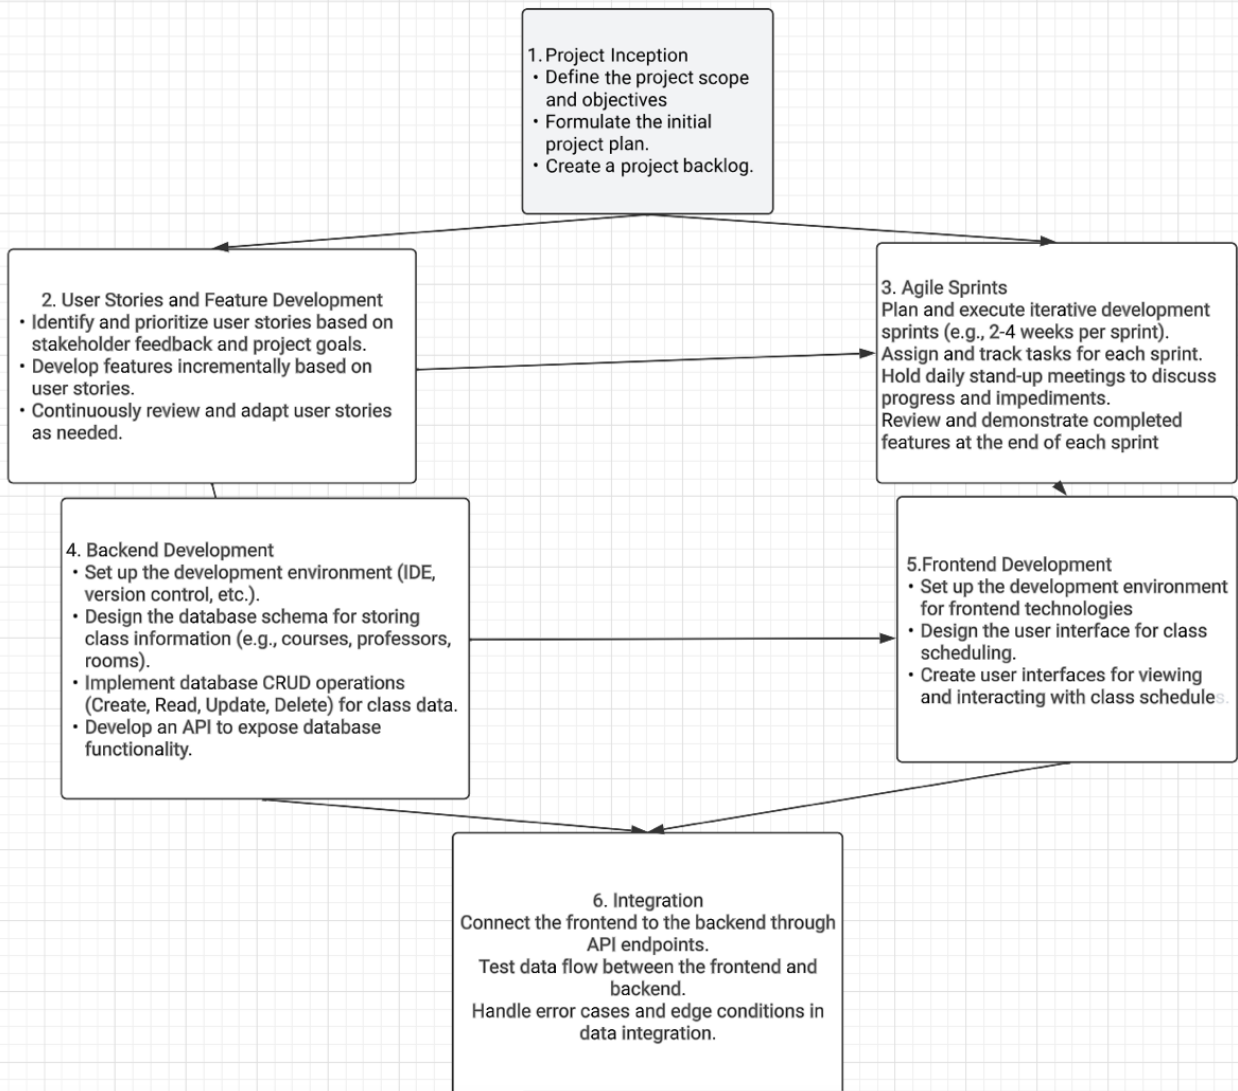 1. Project Inception
• Define the project scope
and objectives
• Formulate the initial
project plan.
• Create a project backlog.
2. User Stories and Feature Development
• Identify and prioritize user stories based on
stakeholder feedback and project goals.
• Develop features incrementally based on
user stories.
• Continuously review and adapt user stories
as needed.
3. Agile Sprints
Plan and execute iterative development
sprints (e.g., 2-4 weeks per sprint).
Assign and track tasks for each sprint.
Hold daily stand-up meetings to discuss
progress and impediments.
Review and demonstrate completed
features at the end of each sprint
4. Backend Development
• Set up the development environment (IDE,
version control, etc.).
• Design the database schema for storing
class information (e.g., courses, professors,
rooms).
• Implement database CRUD operations
(Create, Read, Update, Delete) for class data.
• Develop an API to expose database
functionality.
5.Frontend Development
• Set up the development environment
for frontend technologies
• Design the user interface for class
scheduling.
• Create user interfaces for viewing
and interacting with class schedules.
6. Integration
Connect the frontend to the backend through
API endpoints.
Test data flow between the frontend and
backend.
Handle error cases and edge conditions in
data integration.